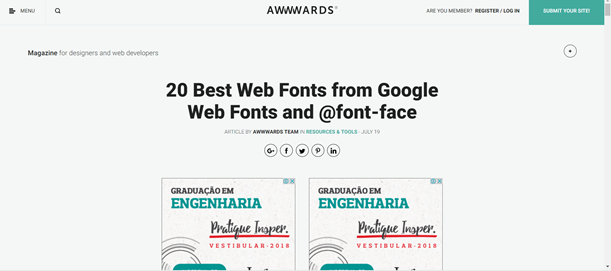 MENU
AWWWARDS®
ARE YOU MEMBER? REGISTER / LOG IN
SUBMIT YOUR SITE!
Magazine for designers and web developers
20 Best Web Fonts from Google
Web Fonts and @font-face
ARTICLE BY AWWWARDS TEAM IN RESOURCES & TOOLS · JULY 19
G+ f P in
GRADUAÇÃO EM
ENGENHARIA
Pratique Insper.
VESTIBULAR-2018
GRADUAÇÃO EM
ENGENHARIA
Pratique Insper.
VESTIBULAR-2018